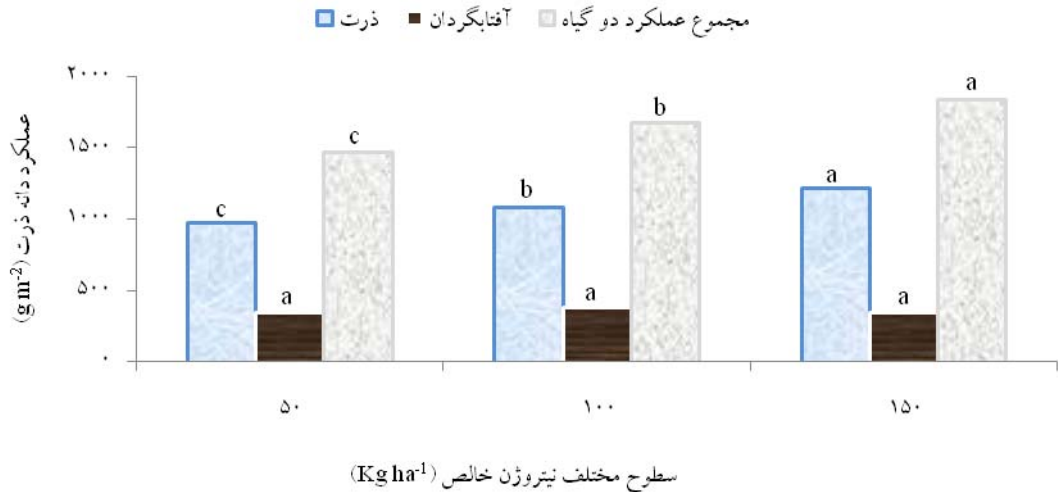 ذرت آفتابگردان مجموع عملکرد دو گیاه
عملکرد دانه ذرت (g m⁻²)
۲۰۰۰
۱۵۰۰
۱۰۰۰
۵۰۰
۰
c a c
b a b
a a a
۵۰ ۱۰۰ ۱۵۰
سطوح مختلف نیتروژن خالص (Kg ha⁻¹)